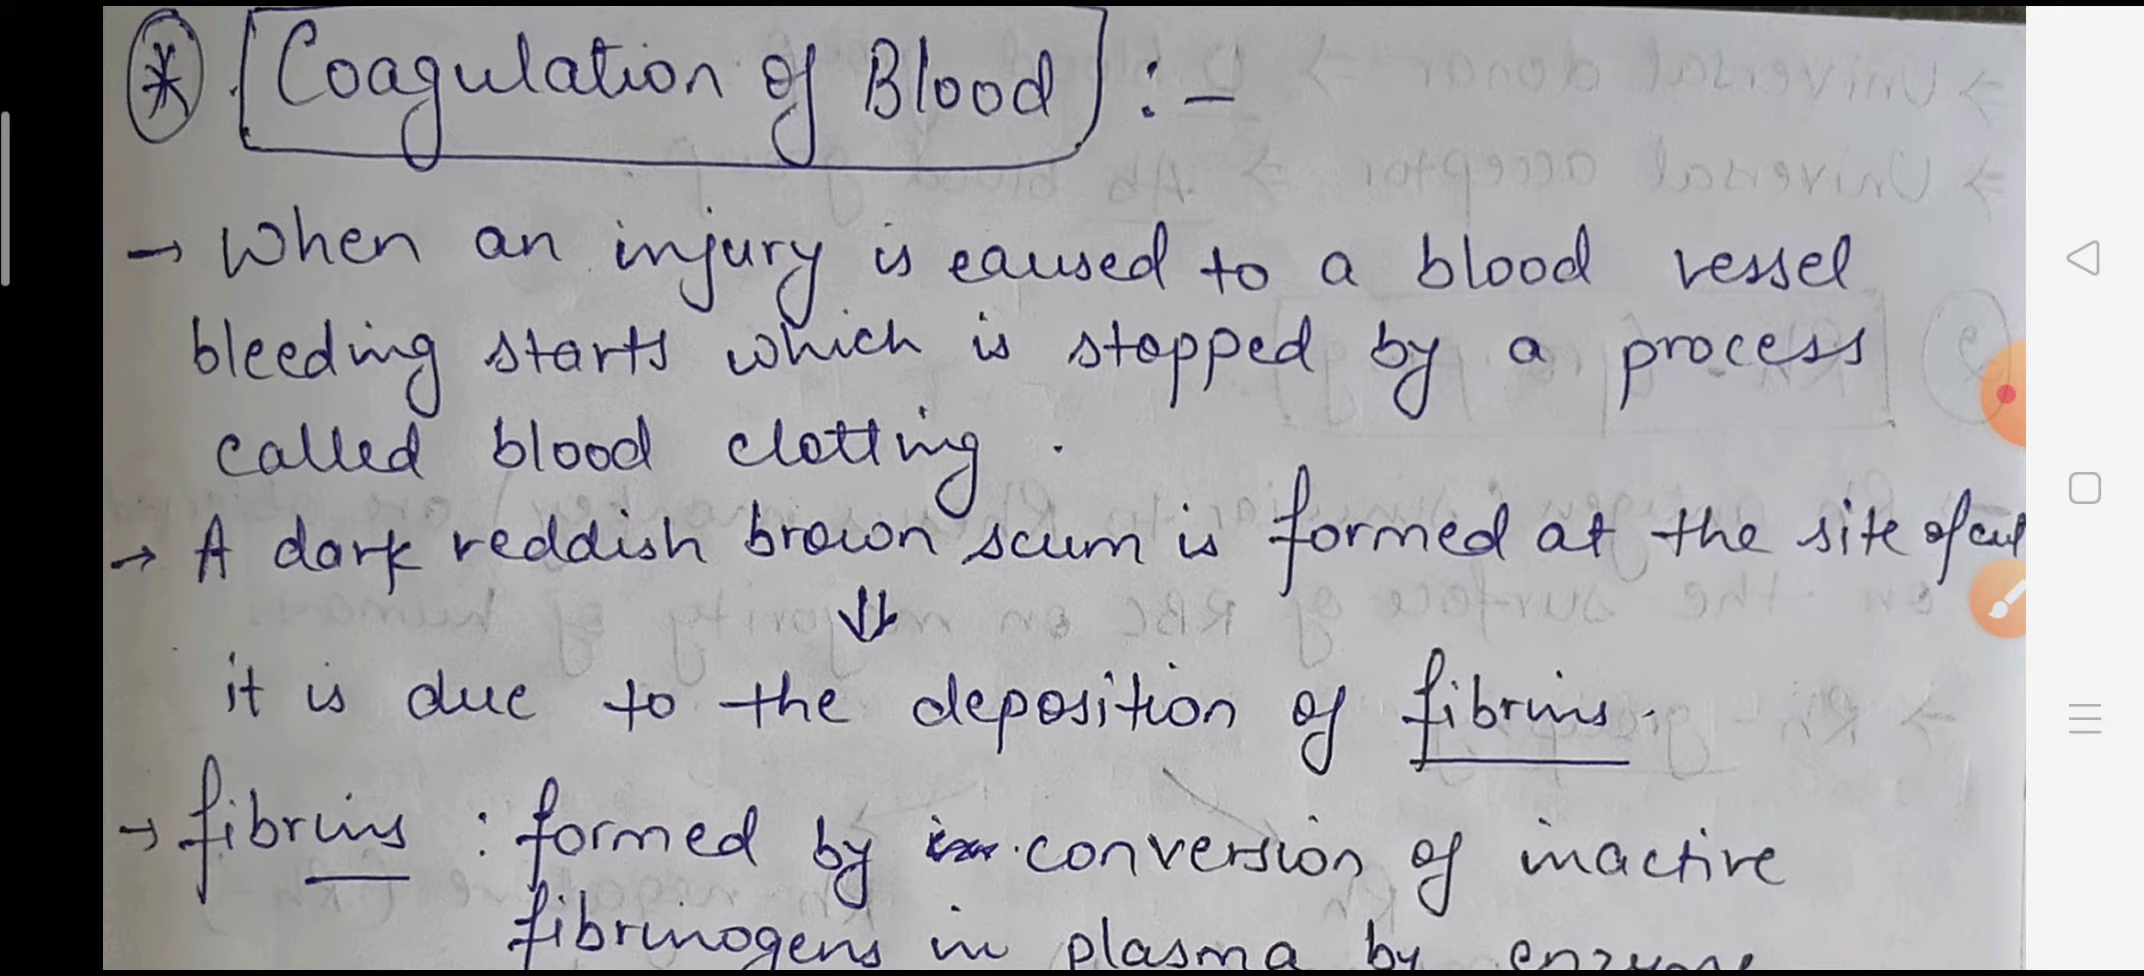 * Coagulation of Blood :-
→ When an injury is caused to a blood vessel
bleeding starts which is stopped by a process
called blood clotting.
→ A dark reddish brown scum is formed at the site of cut
⇓
it is due to the deposition of fibrins.
→ fibrins : formed by conversion of inactive
fibrinogens in plasma by enzyme